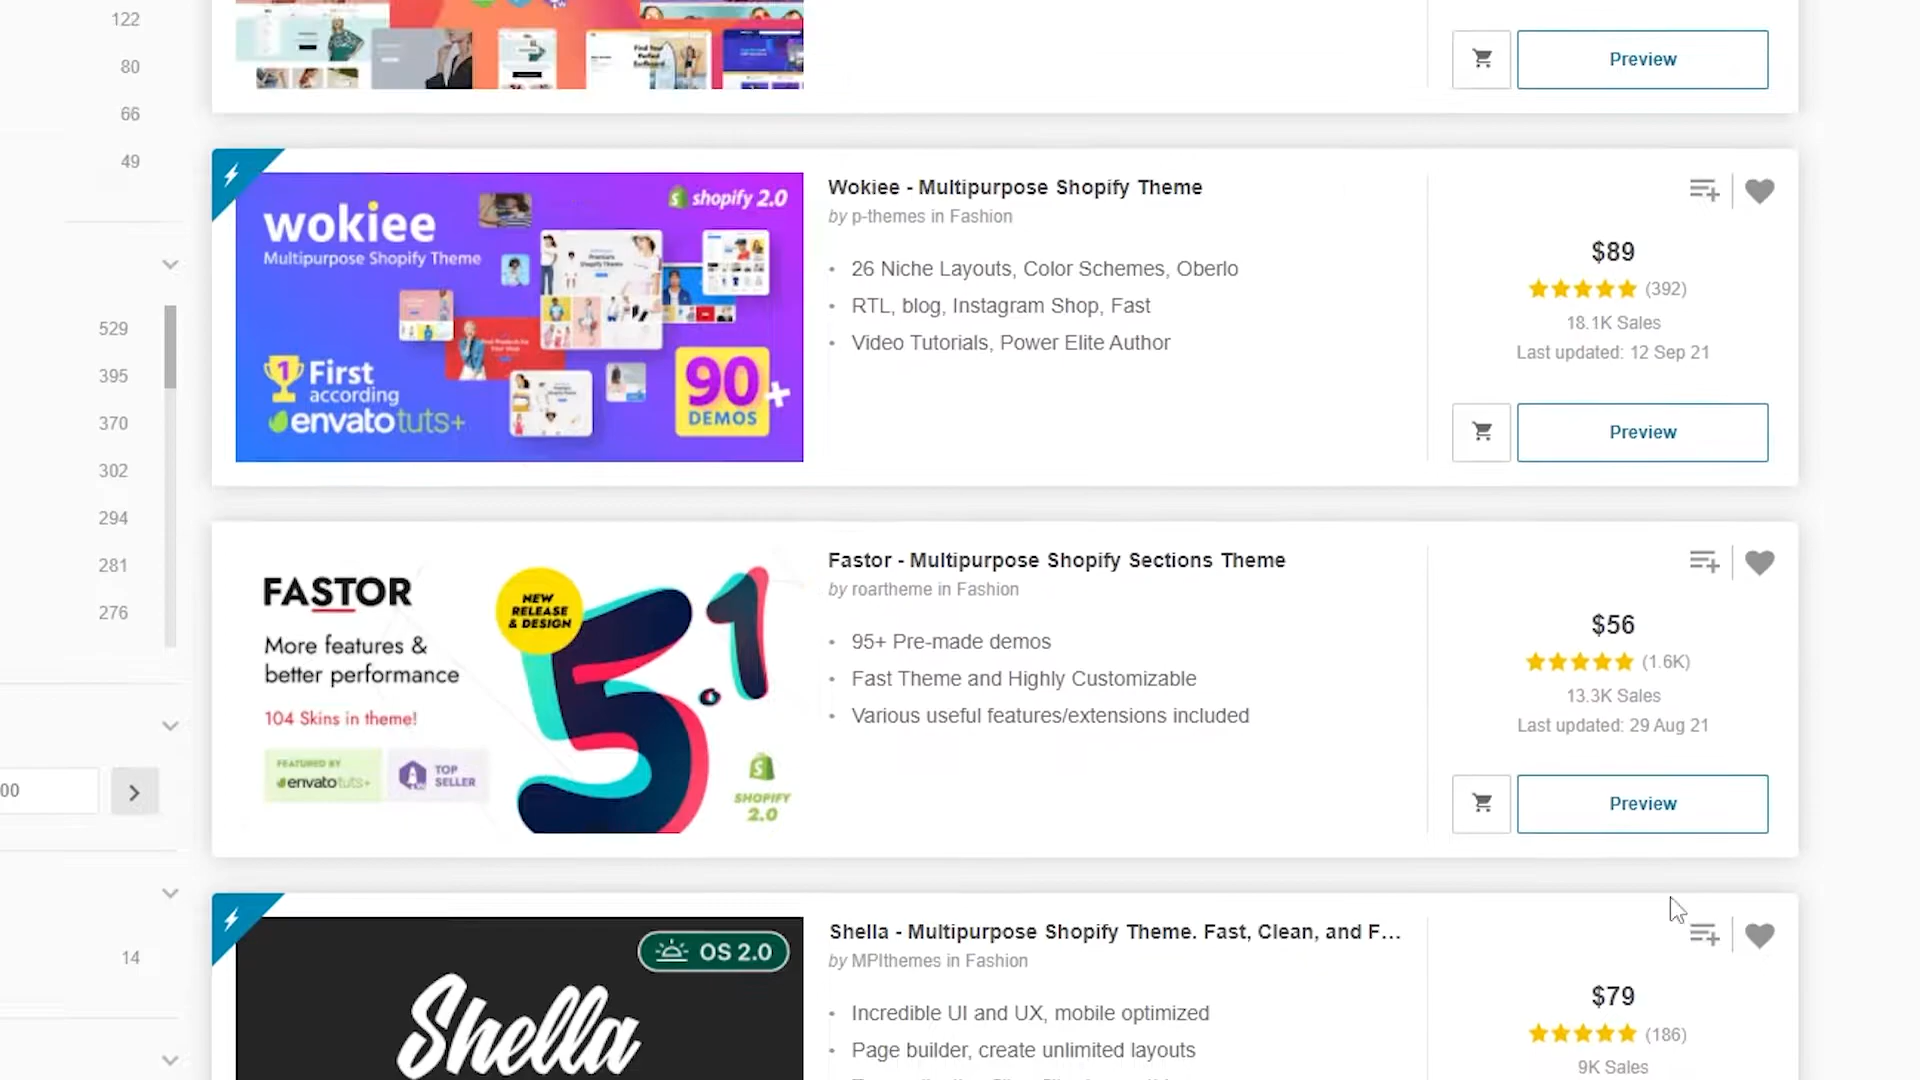 122
80
66
49
529
395
370
302
294
281
276
00
14
Preview
wokiee
Multipurpose Shopify Theme
shopify 2.0
1 First
according
envatotuts+
90+
DEMOS
Wokiee - Multipurpose Shopify Theme
by p-themes in Fashion
26 Niche Layouts, Color Schemes, Oberlo
RTL, blog, Instagram Shop, Fast
Video Tutorials, Power Elite Author
$89
(392)
18.1K Sales
Last updated: 12 Sep 21
Preview
FASTOR
More features &
better performance
104 Skins in theme!
FEATURED BY
envatotuts+
TOP
SELLER
NEW
RELEASE
& DESIGN
5.1
SHOPIFY
2.0
Fastor - Multipurpose Shopify Sections Theme
by roartheme in Fashion
95+ Pre-made demos
Fast Theme and Highly Customizable
Various useful features/extensions included
$56
(1.6K)
13.3K Sales
Last updated: 29 Aug 21
Preview
OS 2.0
Shella
Shella - Multipurpose Shopify Theme. Fast, Clean, and F...
by MPIthemes in Fashion
Incredible UI and UX, mobile optimized
Page builder, create unlimited layouts
$79
(186)
9K Sales